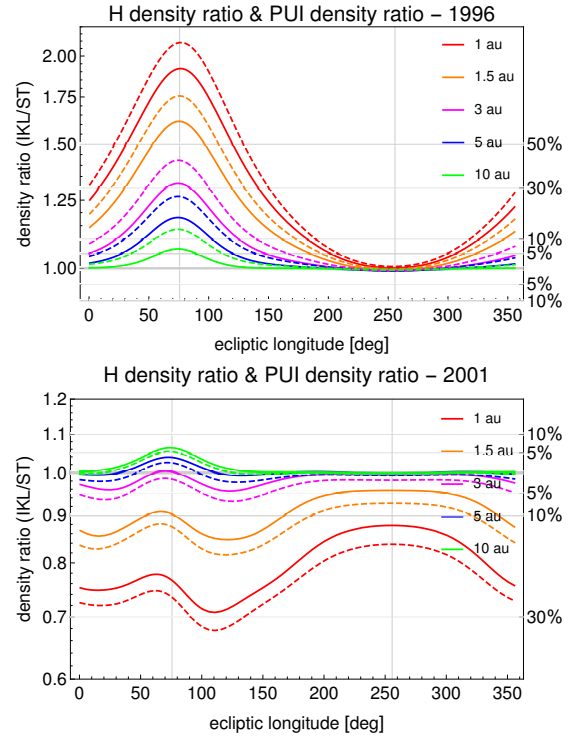 H density ratio & PUI density ratio − 1996
density ratio (IKL/ST)
2.00
1.75
1.50
1.25
1.00
50%
30%
10%
5%
5%
10%
1 au
1.5 au
3 au
5 au
10 au
0 50 100 150 200 250 300 350
ecliptic longitude [deg]
H density ratio & PUI density ratio − 2001
density ratio (IKL/ST)
1.2
1.1
1.0
0.9
0.8
0.7
0.6
10%
5%
5%
10%
30%
1 au
1.5 au
3 au
5 au
10 au
0 50 100 150 200 250 300 350
ecliptic longitude [deg]